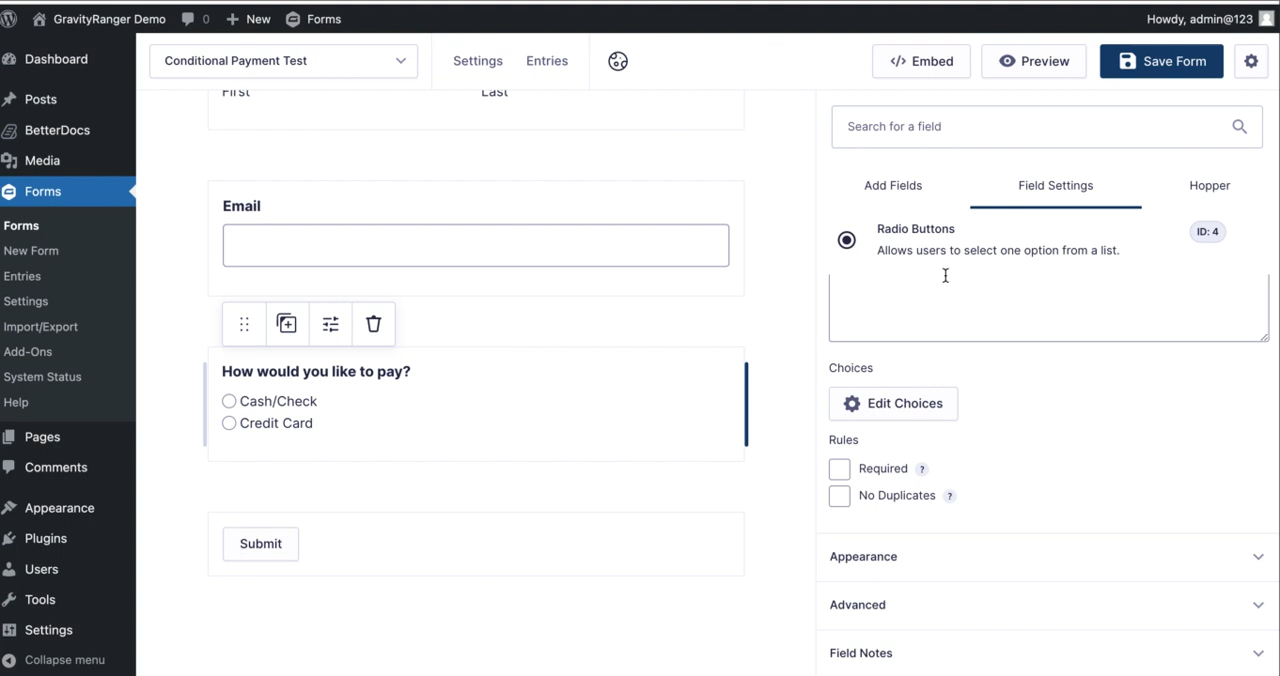 GravityRanger Demo 0 New Forms Howdy, admin@123
Dashboard
Posts
BetterDocs
Media
Forms
Forms
New Form
Entries
Settings
Import/Export
Add-Ons
System Status
Help
Pages
Comments
Appearance
Plugins
Users
Tools
Settings
Collapse menu
Conditional Payment Test Settings Entries </> Embed Preview Save Form
First Last
Email
How would you like to pay?
Cash/Check
Credit Card
Submit
Search for a field
Add Fields Field Settings Hopper
Radio Buttons ID: 4
Allows users to select one option from a list.
Choices
Edit Choices
Rules
Required ?
No Duplicates ?
Appearance
Advanced
Field Notes